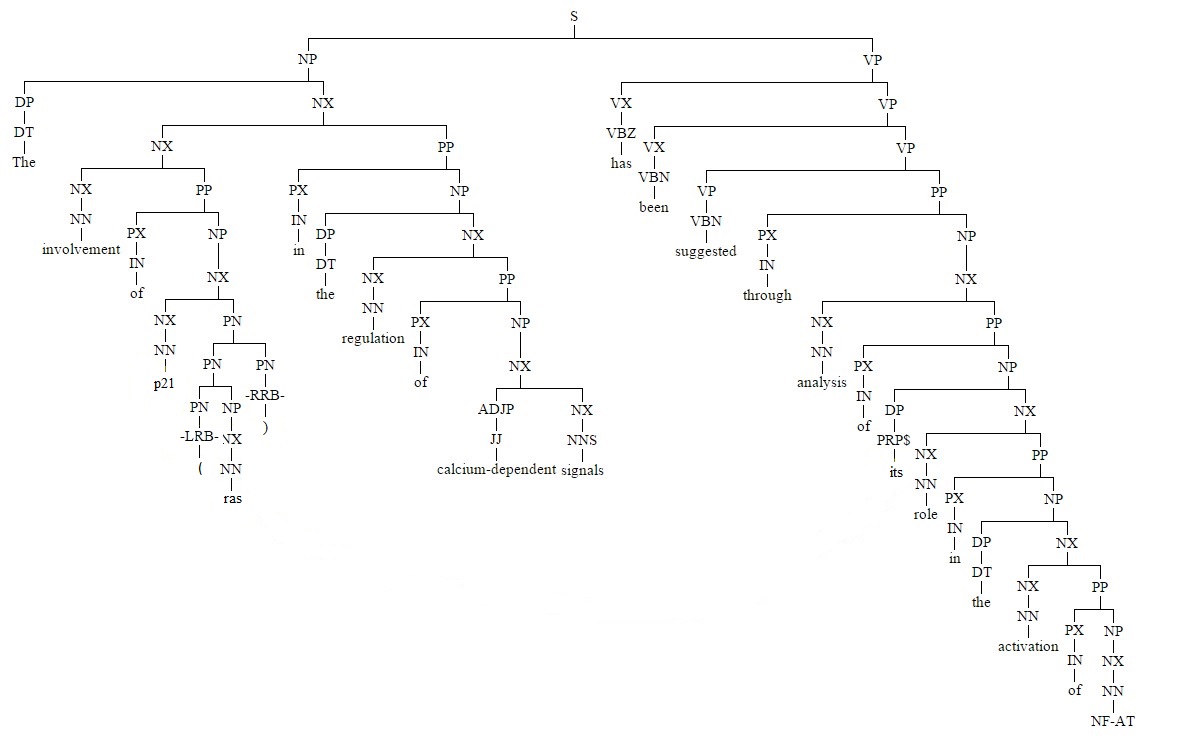 S
NP VP
DP NX VX VP
DT VBZ
NX PP VX VP
The has
VBN
NX PP PX NP VP PP
been
NN IN VBN
PX NP DP NX PX NP
involvement in suggested
IN DT IN
NX NX PP NX
of the through
NN
NX PN PX NP NX PP
regulation
NN IN NN
PN PN NX PX NP
p21 of analysis
-RRB- IN
PN NP ADJP NX DP NX
) of
-LRB- NX JJ NNS PRP$
NX PP
( NN calcium-dependent signals its
NN
ras PX NP
role
IN
DP NX
in
DT
NX PP
the
NN
PX NP
activation
IN NX
of NN
NF-AT